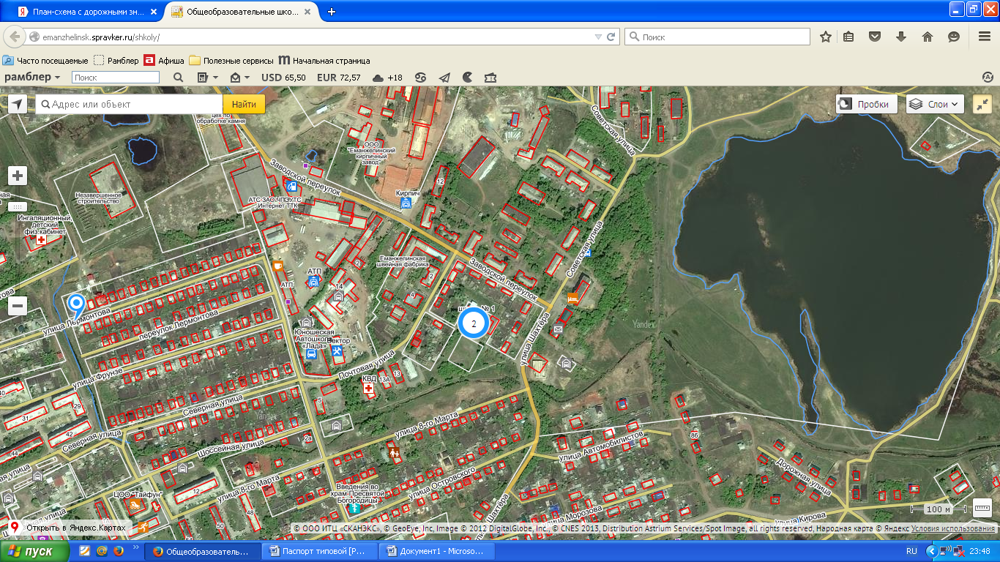 План-схема с дорожными зн...
Общеобразовательные шко...
emanzhelinsk.spravker.ru/shkoly/
Поиск
Часто посещаемые
Рамблер
Афиша
Полезные сервисы
Начальная страница
рамблер
Поиск
USD 65,50
EUR 72,57
+18
Адрес или объект
Найти
Пробки
Слои
цех по
обработке камня
Советская улица
ООО
"Еманжелинский
кирпичный
завод"
Заводской переулок
12
Незавершенное
строительство
АТС ЗАО ЧПЭУТС
Интернет ТТК
Кирпич
Ингаляционный,
детский
физ.кабинет
Советская улица
Еманжелинская
швейная фабрика
2
2
Заводской переулок
АТП
АТП
14
4
№ 1
2
улица Лермонтова
переулок Лермонтова
улица Шахтёра
Yandex
Юношеская
Автошкола
«Лада»
Вектор
Почтовая улица
улица Фрунзе
КВД
13А
13
40
5
29
31
Северная улица
Yandex
42
Северная улица
44
Шоссейная улица
2а
улица 8-го Марта
86
улица Автомобилистов
Дорожная улица
12
улица 8-го Марта
улица Островского
ЦОО "Тайфун"
48
50
54
Введения во
храм Пресвятой
Богородицы
Шахтёра
улица Морозова
улица Кирова
100 м
Открыть в Яндекс.Картах
© ООО ИТЦ «СКАНЭКС», © GeoEye, Inc, Image © 2012 DigitalGlobe, Inc., © CNES 2013, Distribution Astrium Services/Spot Image, all rights reserved, Народная карта © Яндекс Условия использования
пуск
Общеобразователь...
Паспорт типовой [Р...
Документ1 - Microso...
RU
23:48